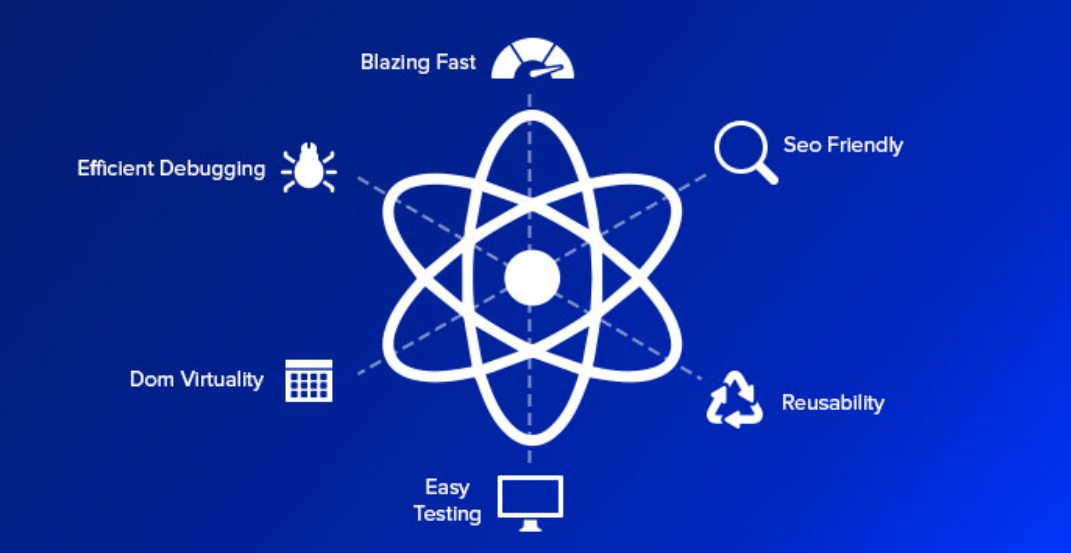 Blazing Fast
Seo Friendly
Efficient Debugging
Dom Virtuality
Reusability
Easy
Testing